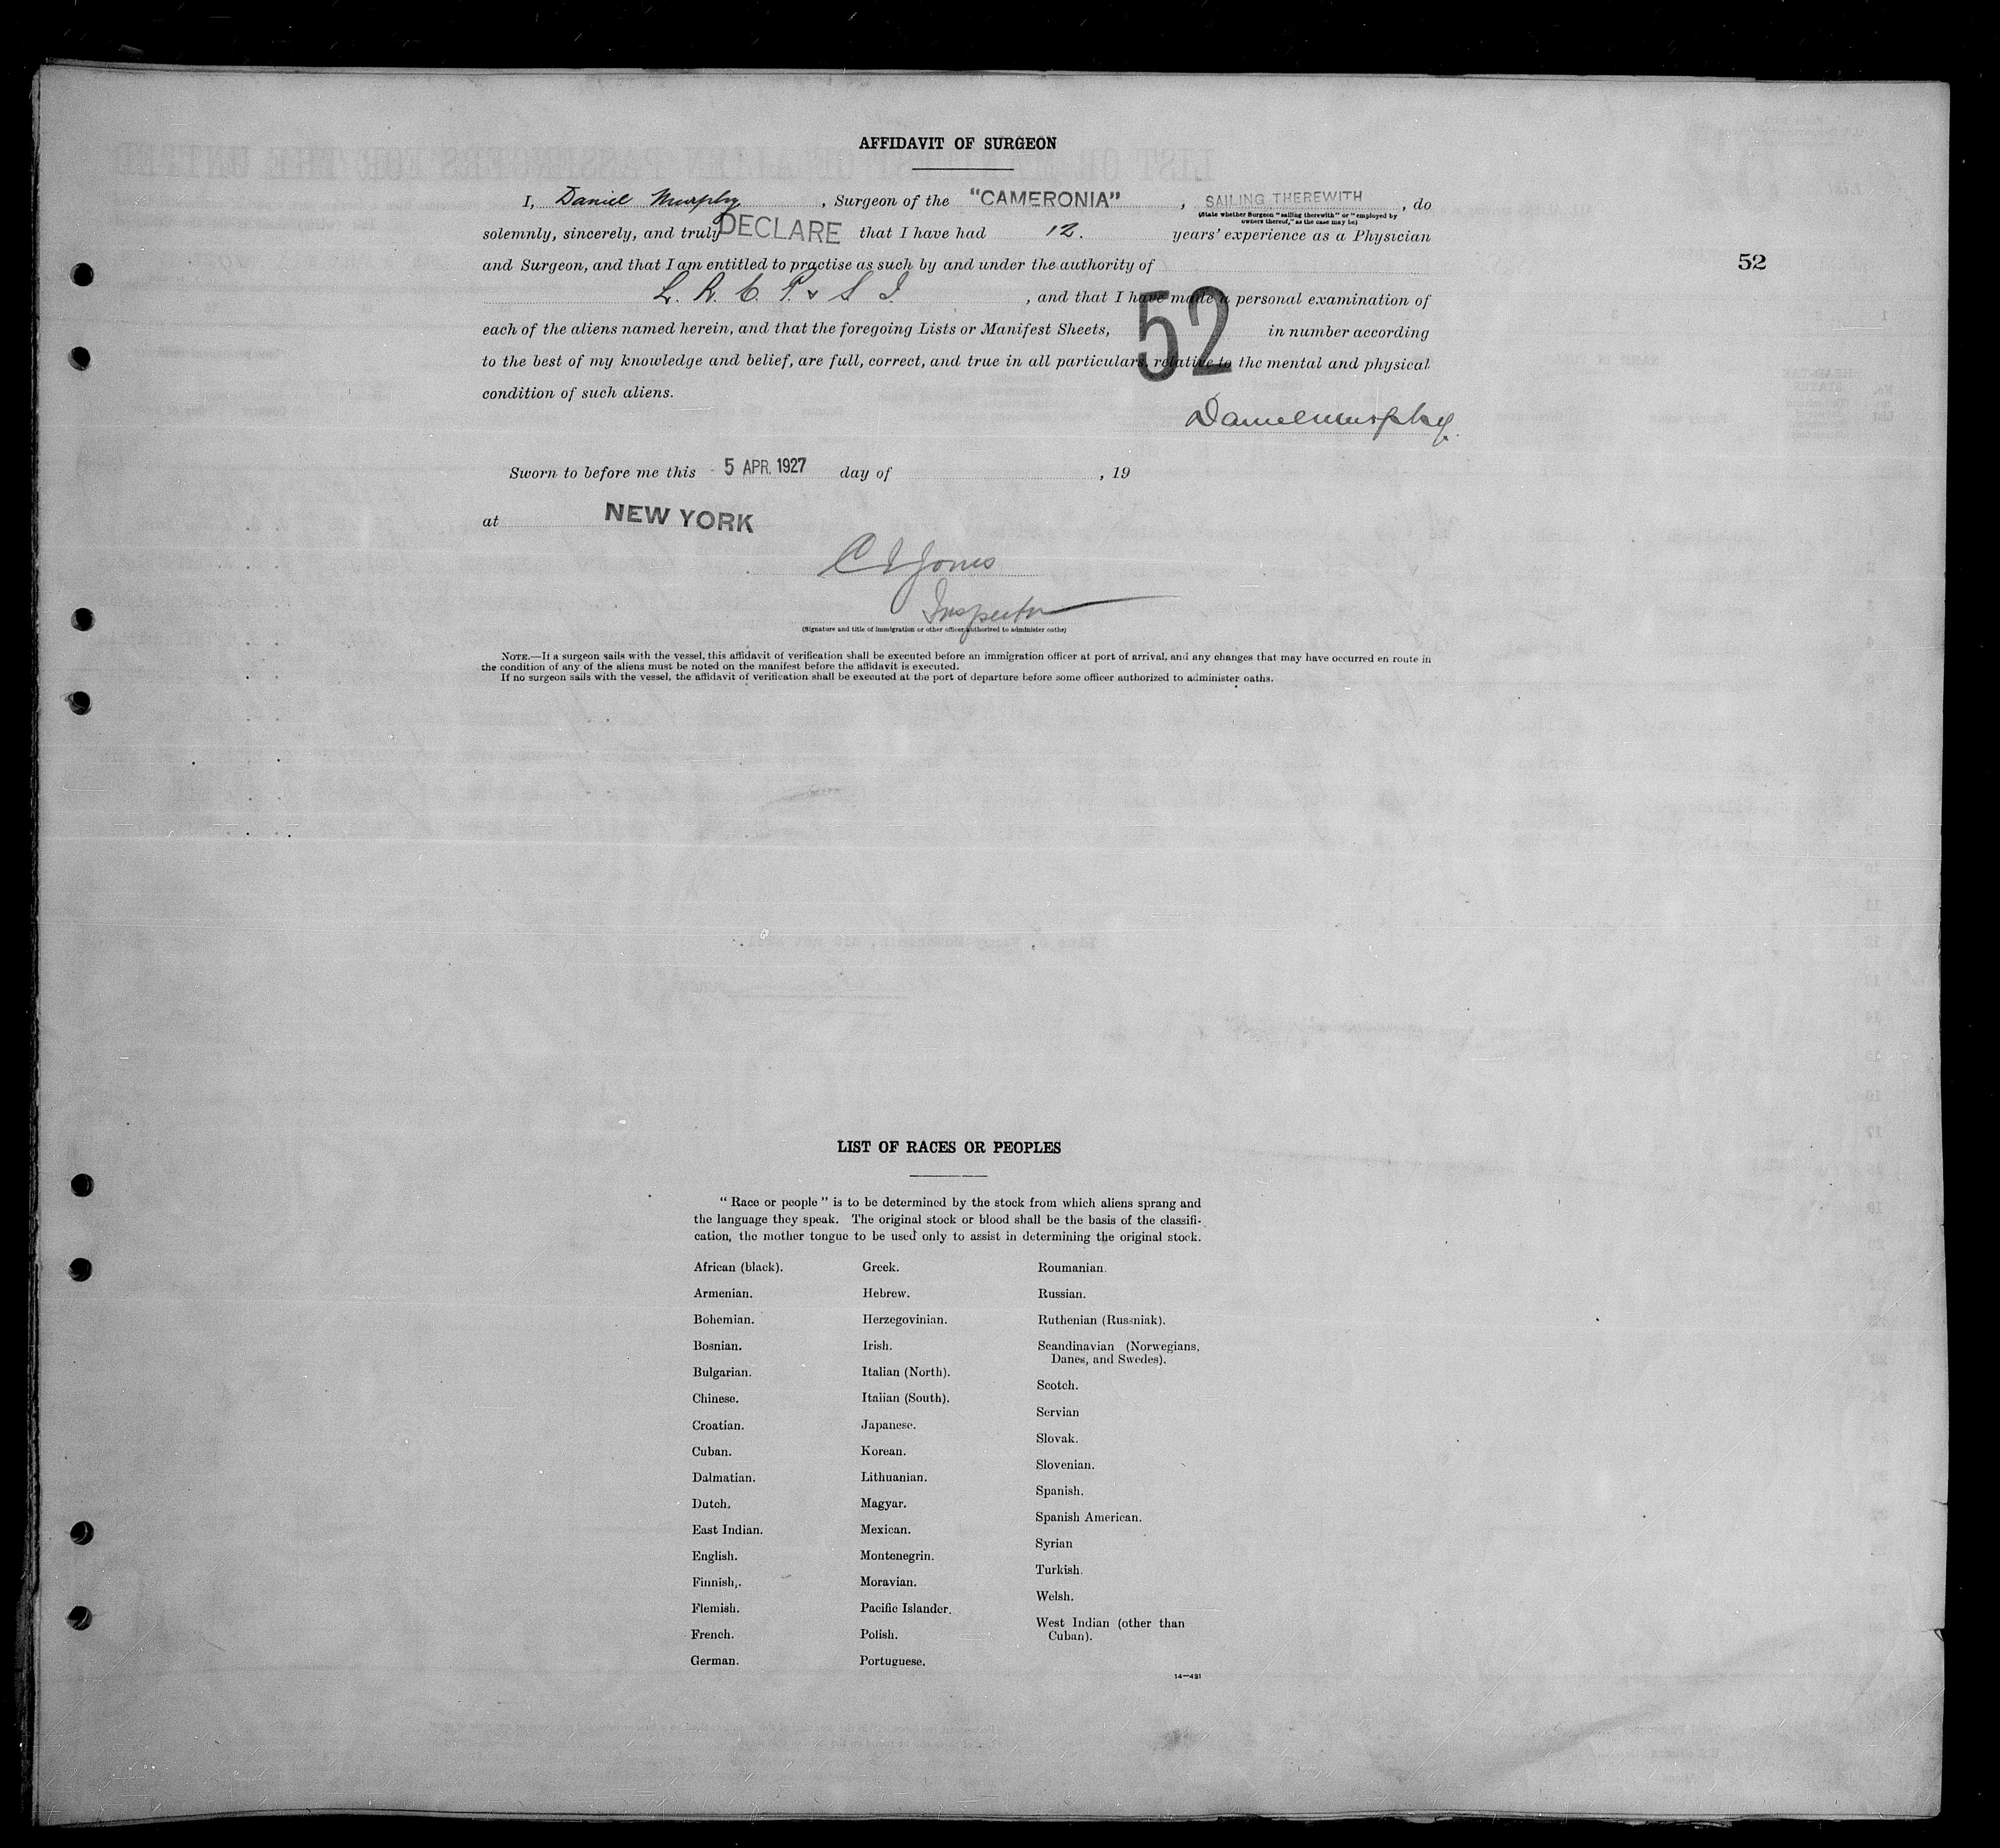 AFFIDAVIT OF SURGEON
I, Daniel Murphy, Surgeon of the "CAMERONIA", SAILING THEREWITH, do
(State whether Surgeon "sailing therewith" or "employed by
owners thereof," as the case may be)
solemnly, sincerely, and truly DECLARE that I have had 12. years' experience as a Physician
52
and Surgeon, and that I am entitled to practise as such by and under the authority of
L. R. C. P. & S I, and that I have made a personal examination of
each of the aliens named herein, and that the foregoing Lists or Manifest Sheets, 52 in number according
to the best of my knowledge and belief, are full, correct, and true in all particulars, relative to the mental and physical
condition of such aliens.
Daniel Murphy.
Sworn to before me this 5 APR. 1927 day of , 19
at NEW YORK
C I Jones
Inspector
(Signature and title of immigration or other officer authorized to administer oaths)
NOTE.—If a surgeon sails with the vessel, this affidavit of verification shall be executed before an immigration officer at port of arrival, and any changes that may have occurred en route in
the condition of any of the aliens must be noted on the manifest before the affidavit is executed.
If no surgeon sails with the vessel, the affidavit of verification shall be executed at the port of departure before some officer authorized to administer oaths.
LIST OF RACES OR PEOPLES
"Race or people" is to be determined by the stock from which aliens sprang and
the language they speak. The original stock or blood shall be the basis of the classifi-
cation, the mother tongue to be used only to assist in determining the original stock.
African (black).
Armenian.
Bohemian.
Bosnian.
Bulgarian.
Chinese.
Croatian.
Cuban.
Dalmatian.
Dutch.
East Indian.
English.
Finnish.
Flemish.
French.
German.
Greek.
Hebrew.
Herzegovinian.
Irish.
Italian (North).
Italian (South).
Japanese.
Korean.
Lithuanian.
Magyar.
Mexican.
Montenegrin.
Moravian.
Pacific Islander.
Polish.
Portuguese.
Roumanian.
Russian.
Ruthenian (Russniak).
Scandinavian (Norwegians,
Danes, and Swedes).
Scotch.
Servian
Slovak.
Slovenian.
Spanish.
Spanish American.
Syrian
Turkish.
Welsh.
West Indian (other than
Cuban).
14—431